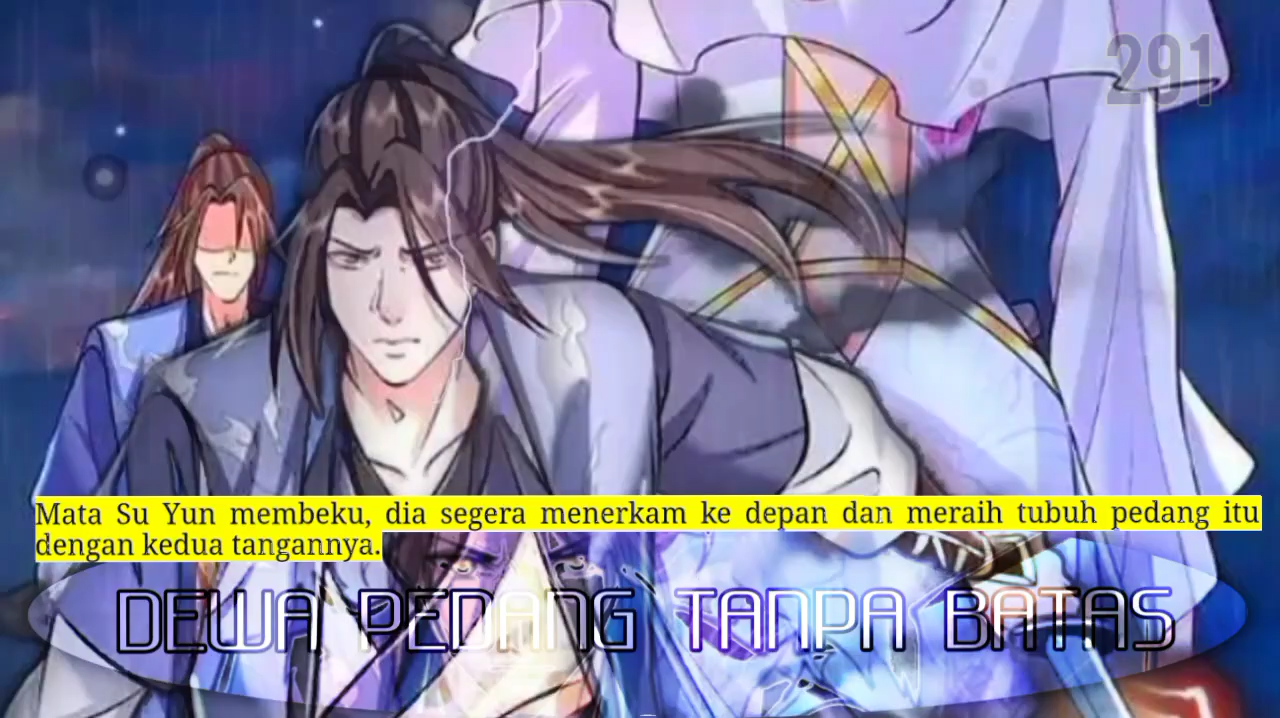 291
Mata Su Yun membeku, dia segera menerkam ke depan dan meraih tubuh pedang itu
dengan kedua tangannya.
DEWA PEDANG TANPA BATAS